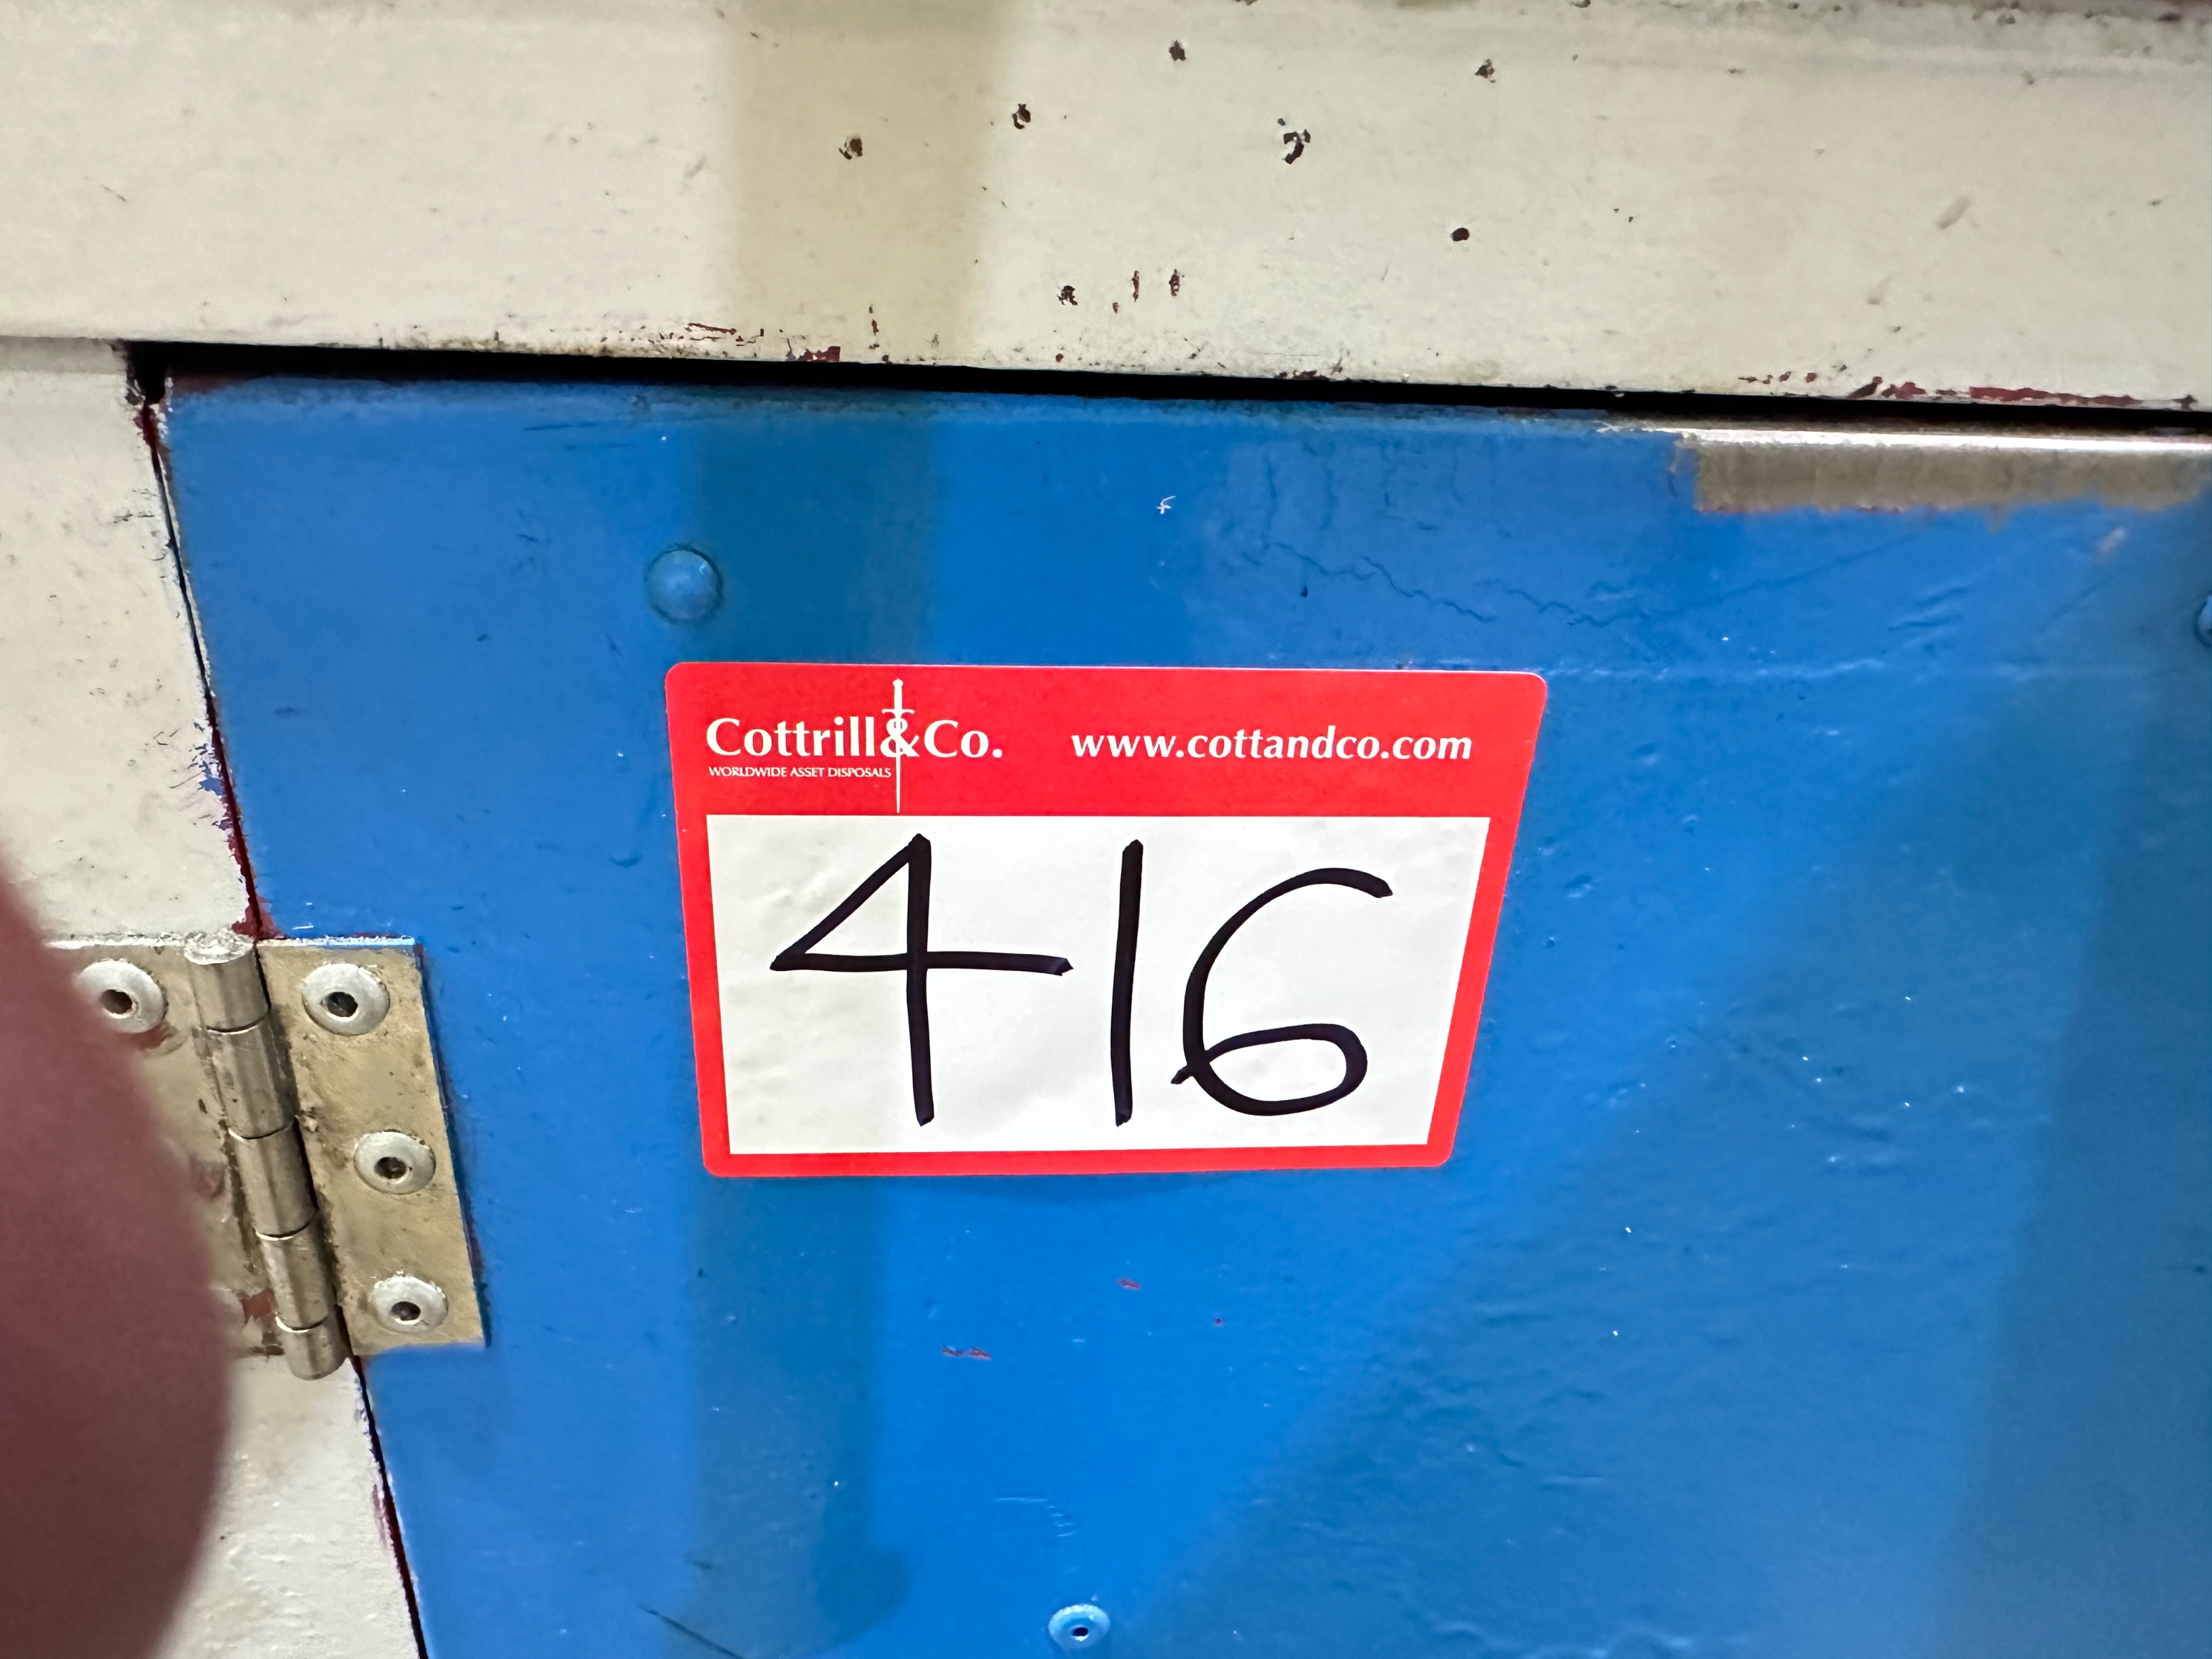 Cottrill&Co. www.cottandco.com
WORLDWIDE ASSET DISPOSALS
416